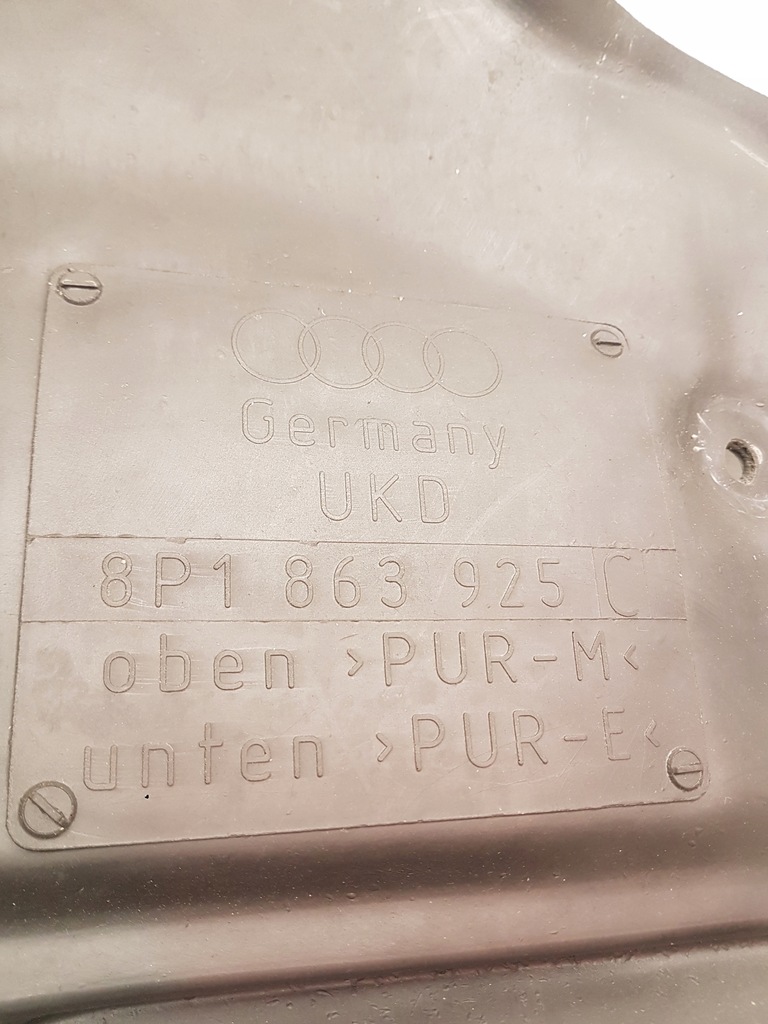 Germany
UKD
8P1 863 925 C
oben >PUR-M<
unten >PUR-E<